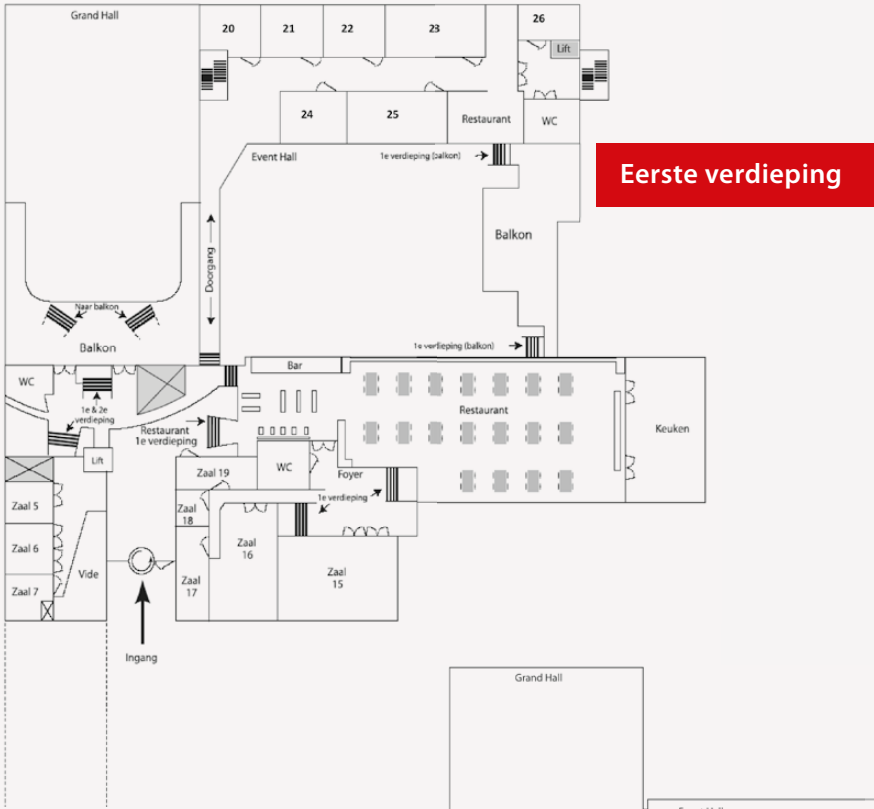 Grand Hall
20
21
22
23
26
Lift
24
25
Restaurant
WC
Event Hall
1e verdieping (balkon)
Eerste verdieping
Doorgang
Balkon
Naar balkon
Balkon
1e verdieping (balkon)
WC
Bar
1e & 2e
verdieping
Restaurant
1e verdieping
Restaurant
Keuken
Lift
Zaal 19
WC
Foyer
1e verdieping
Zaal 5
Zaal
18
Zaal 6
Zaal
16
Zaal 7
Vide
Zaal
17
Zaal
15
Ingang
Grand Hall